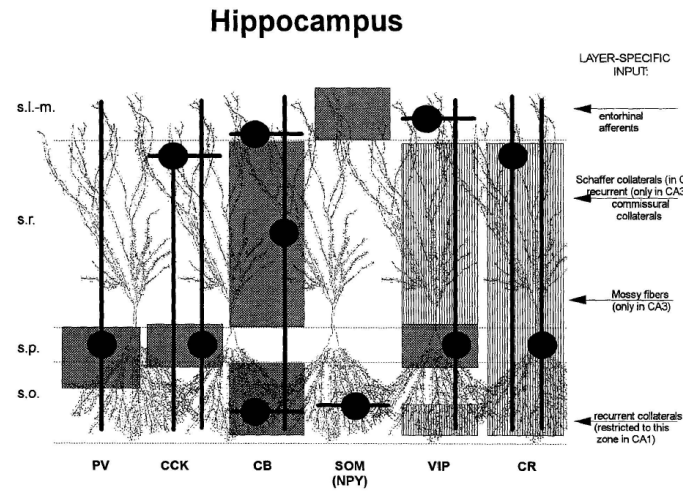 Hippocampus
LAYER-SPECIFIC
INPUT:
s.l.-m.
entorhinal
afferents
Schaffer collaterals (in C
recurrent (only in CA3
commissural
collaterals
s.r.
Mossy fibers
(only in CA3)
s.p.
s.o.
recurrent collaterals
(restricted to this
zone in CA1)
PV CCK CB SOM VIP CR
(NPY)